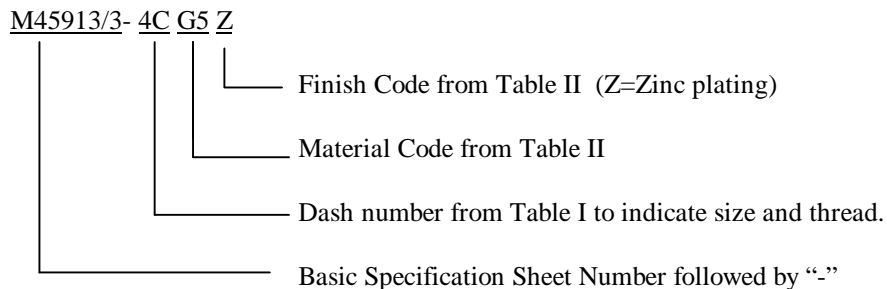 M45913/3- 4C G5 Z
Finish Code from Table II (Z=Zinc plating)
Material Code from Table II
Dash number from Table I to indicate size and thread.
Basic Specification Sheet Number followed by “-”